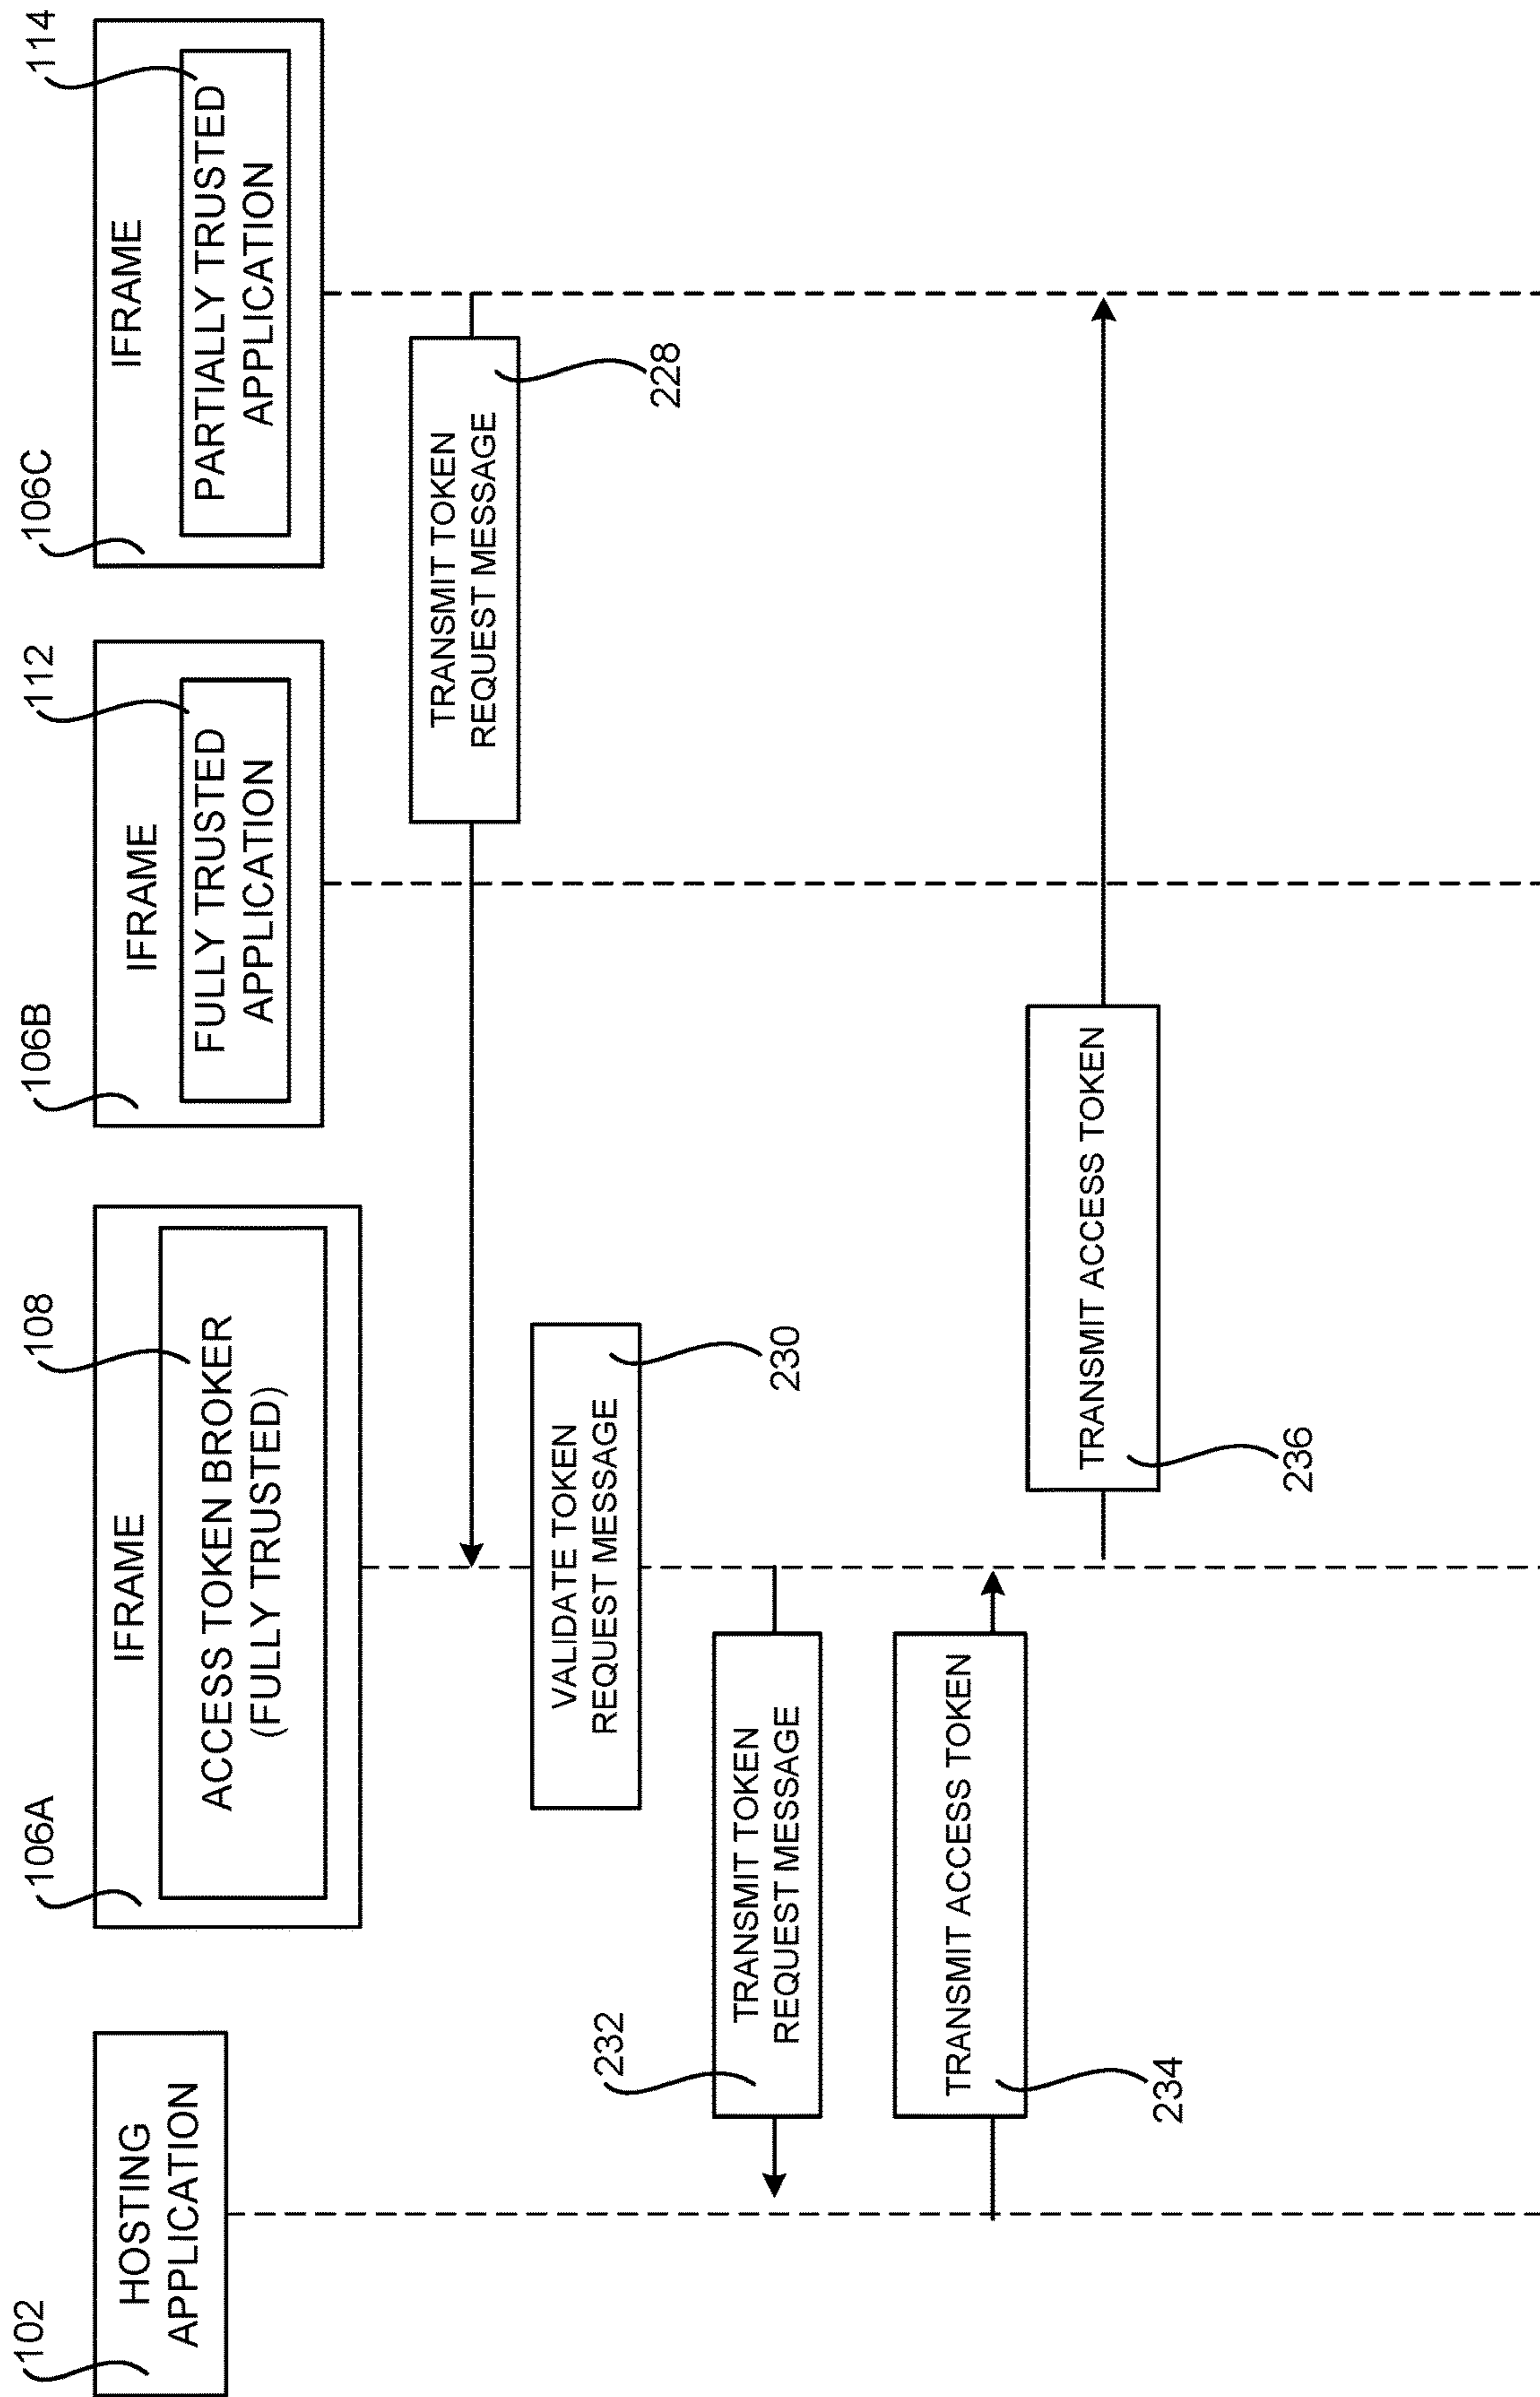 102
HOSTING
APPLICATION
106A
108
IFRAME
ACCESS TOKEN BROKER
(FULLY TRUSTED)
106B
112
IFRAME
FULLY TRUSTED
APPLICATION
106C
114
IFRAME
PARTIALLY TRUSTED
APPLICATION
TRANSMIT TOKEN
REQUEST MESSAGE
228
VALIDATE TOKEN
REQUEST MESSAGE
230
232
TRANSMIT TOKEN
REQUEST MESSAGE
TRANSMIT ACCESS TOKEN
234
TRANSMIT ACCESS TOKEN
236